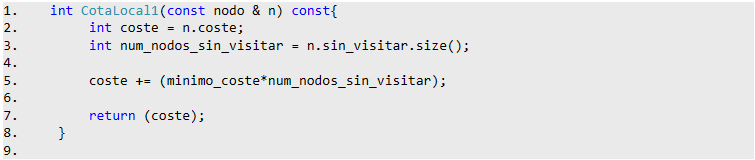 1. int CotaLocal1(const nodo & n) const{
2. int coste = n.coste;
3. int num_nodos_sin_visitar = n.sin_visitar.size();
4.
5. coste += (minimo_coste*num_nodos_sin_visitar);
6.
7. return (coste);
8. }
9.